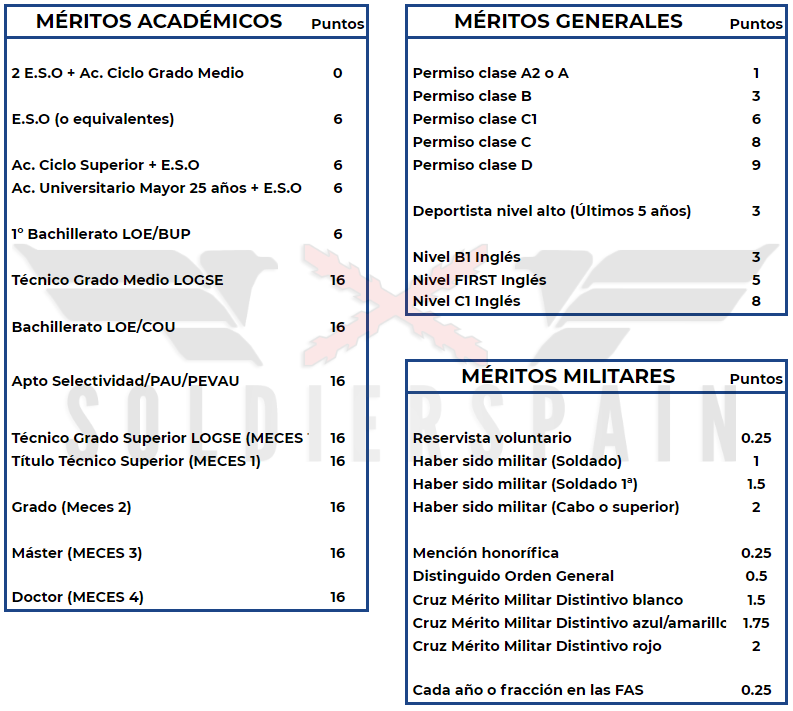 MÉRITOS ACADÉMICOS Puntos
2 E.S.O + Ac. Ciclo Grado Medio 0
E.S.O (o equivalentes) 6
Ac. Ciclo Superior + E.S.O 6
Ac. Universitario Mayor 25 años + E.S.O 6
1º Bachillerato LOE/BUP 6
Técnico Grado Medio LOGSE 16
Bachillerato LOE/COU 16
Apto Selectividad/PAU/PEVAU 16
Técnico Grado Superior LOGSE (MECES 16
Título Técnico Superior (MECES 1) 16
Grado (Meces 2) 16
Máster (MECES 3) 16
Doctor (MECES 4) 16
MÉRITOS GENERALES Puntos
Permiso clase A2 o A 1
Permiso clase B 3
Permiso clase C1 6
Permiso clase C 8
Permiso clase D 9
Deportista nivel alto (Últimos 5 años) 3
Nivel B1 Inglés 3
Nivel FIRST Inglés 5
Nivel C1 Inglés 8
MÉRITOS MILITARES Puntos
Reservista voluntario 0.25
Haber sido militar (Soldado) 1
Haber sido militar (Soldado 1ª) 1.5
Haber sido militar (Cabo o superior) 2
Mención honorífica 0.25
Distinguido Orden General 0.5
Cruz Mérito Militar Distintivo blanco 1.5
Cruz Mérito Militar Distintivo azul/amarillo 1.75
Cruz Mérito Militar Distintivo rojo 2
Cada año o fracción en las FAS 0.25
SOLDIERSPAIN